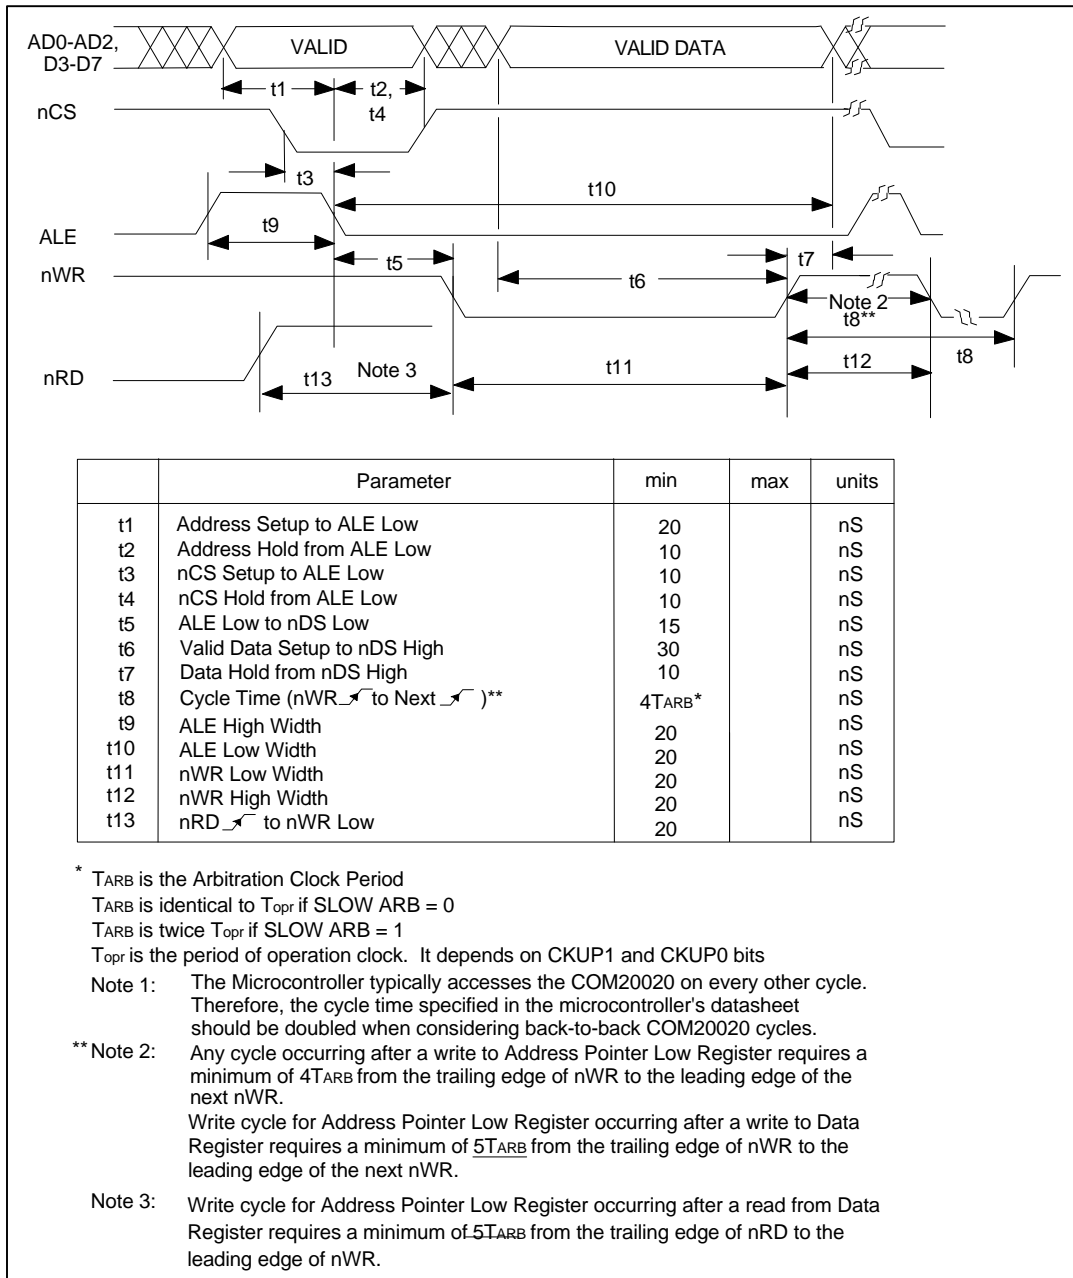 AD0-AD2,
D3-D7
VALID
VALID DATA
t1
t2,
t4
nCS
t3
t10
ALE
t9
t5
t7
nWR
t6
Note 2
t8**
t8
nRD
t13
Note 3
t11
t12
Parameter min max units
t1 Address Setup to ALE Low 20 nS
t2 Address Hold from ALE Low 10 nS
t3 nCS Setup to ALE Low 10 nS
t4 nCS Hold from ALE Low 10 nS
t5 ALE Low to nDS Low 15 nS
t6 Valid Data Setup to nDS High 30 nS
t7 Data Hold from nDS High 10 nS
t8 Cycle Time (nWR to Next )** 4TARB* nS
t9 ALE High Width 20 nS
t10 ALE Low Width 20 nS
t11 nWR Low Width 20 nS
t12 nWR High Width 20 nS
t13 nRD to nWR Low 20 nS
* TARB is the Arbitration Clock Period
TARB is identical to Topr if SLOW ARB = 0
TARB is twice Topr if SLOW ARB = 1
Topr is the period of operation clock. It depends on CKUP1 and CKUP0 bits
Note 1: The Microcontroller typically accesses the COM20020 on every other cycle.
Therefore, the cycle time specified in the microcontroller's datasheet
should be doubled when considering back-to-back COM20020 cycles.
**Note 2: Any cycle occurring after a write to Address Pointer Low Register requires a
minimum of 4TARB from the trailing edge of nWR to the leading edge of the
next nWR.
Write cycle for Address Pointer Low Register occurring after a write to Data
Register requires a minimum of 5TARB from the trailing edge of nWR to the
leading edge of the next nWR.
Note 3: Write cycle for Address Pointer Low Register occurring after a read from Data
Register requires a minimum of 5TARB from the trailing edge of nRD to the
leading edge of nWR.